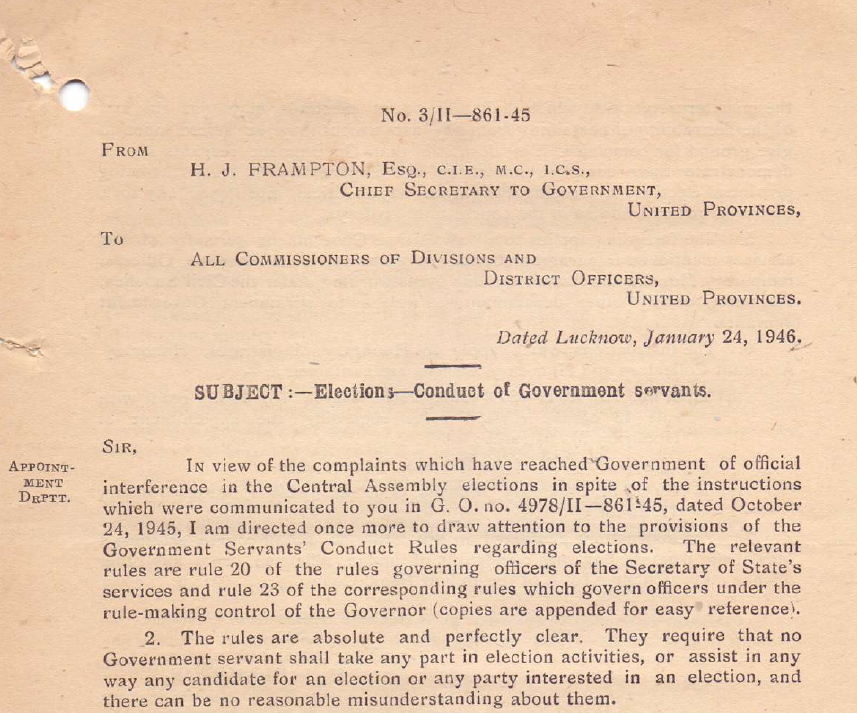 No. 3/II—861-45
FROM
H. J. FRAMPTON, ESQ., C.I.E., M.C., I.C.S.,
CHIEF SECRETARY TO GOVERNMENT,
UNITED PROVINCES,
TO
ALL COMMISSIONERS OF DIVISIONS AND
DISTRICT OFFICERS,
UNITED PROVINCES.
Dated Lucknow, January 24, 1946.
SUBJECT :—Elections—Conduct of Government servants.
SIR,
APPOINT-
MENT
DEPTT.
IN view of the complaints which have reached Government of official
interference in the Central Assembly elections in spite of the instructions
which were communicated to you in G. O. no. 4978/II—861-45, dated October
24, 1945, I am directed once more to draw attention to the provisions of the
Government Servants' Conduct Rules regarding elections. The relevant
rules are rule 20 of the rules governing officers of the Secretary of State's
services and rule 23 of the corresponding rules which govern officers under the
rule-making control of the Governor (copies are appended for easy reference).
2. The rules are absolute and perfectly clear. They require that no
Government servant shall take any part in election activities, or assist in any
way any candidate for an election or any party interested in an election, and
there can be no reasonable misunderstanding about them.